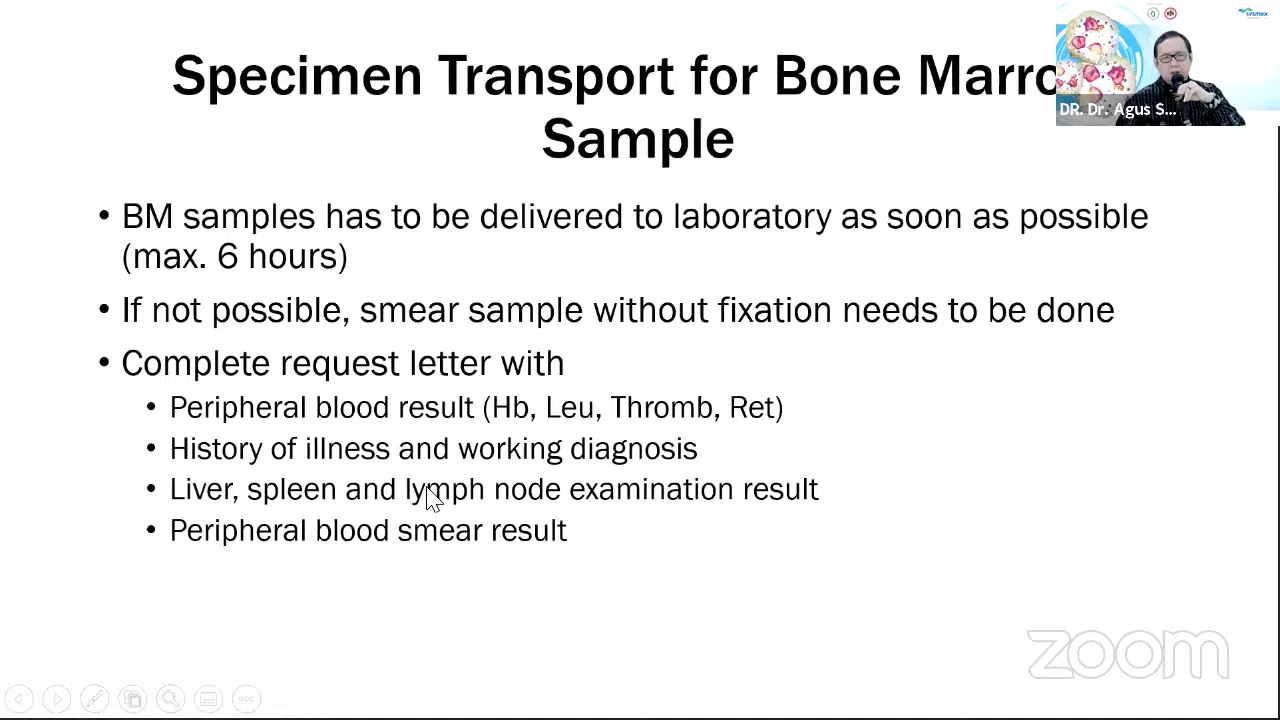 Specimen Transport for Bone Marro
Sample
sysmex
DR. Dr. Agus S...
• BM samples has to be delivered to laboratory as soon as possible
(max. 6 hours)
• If not possible, smear sample without fixation needs to be done
• Complete request letter with
• Peripheral blood result (Hb, Leu, Thromb, Ret)
• History of illness and working diagnosis
• Liver, spleen and lymph node examination result
• Peripheral blood smear result
zoom